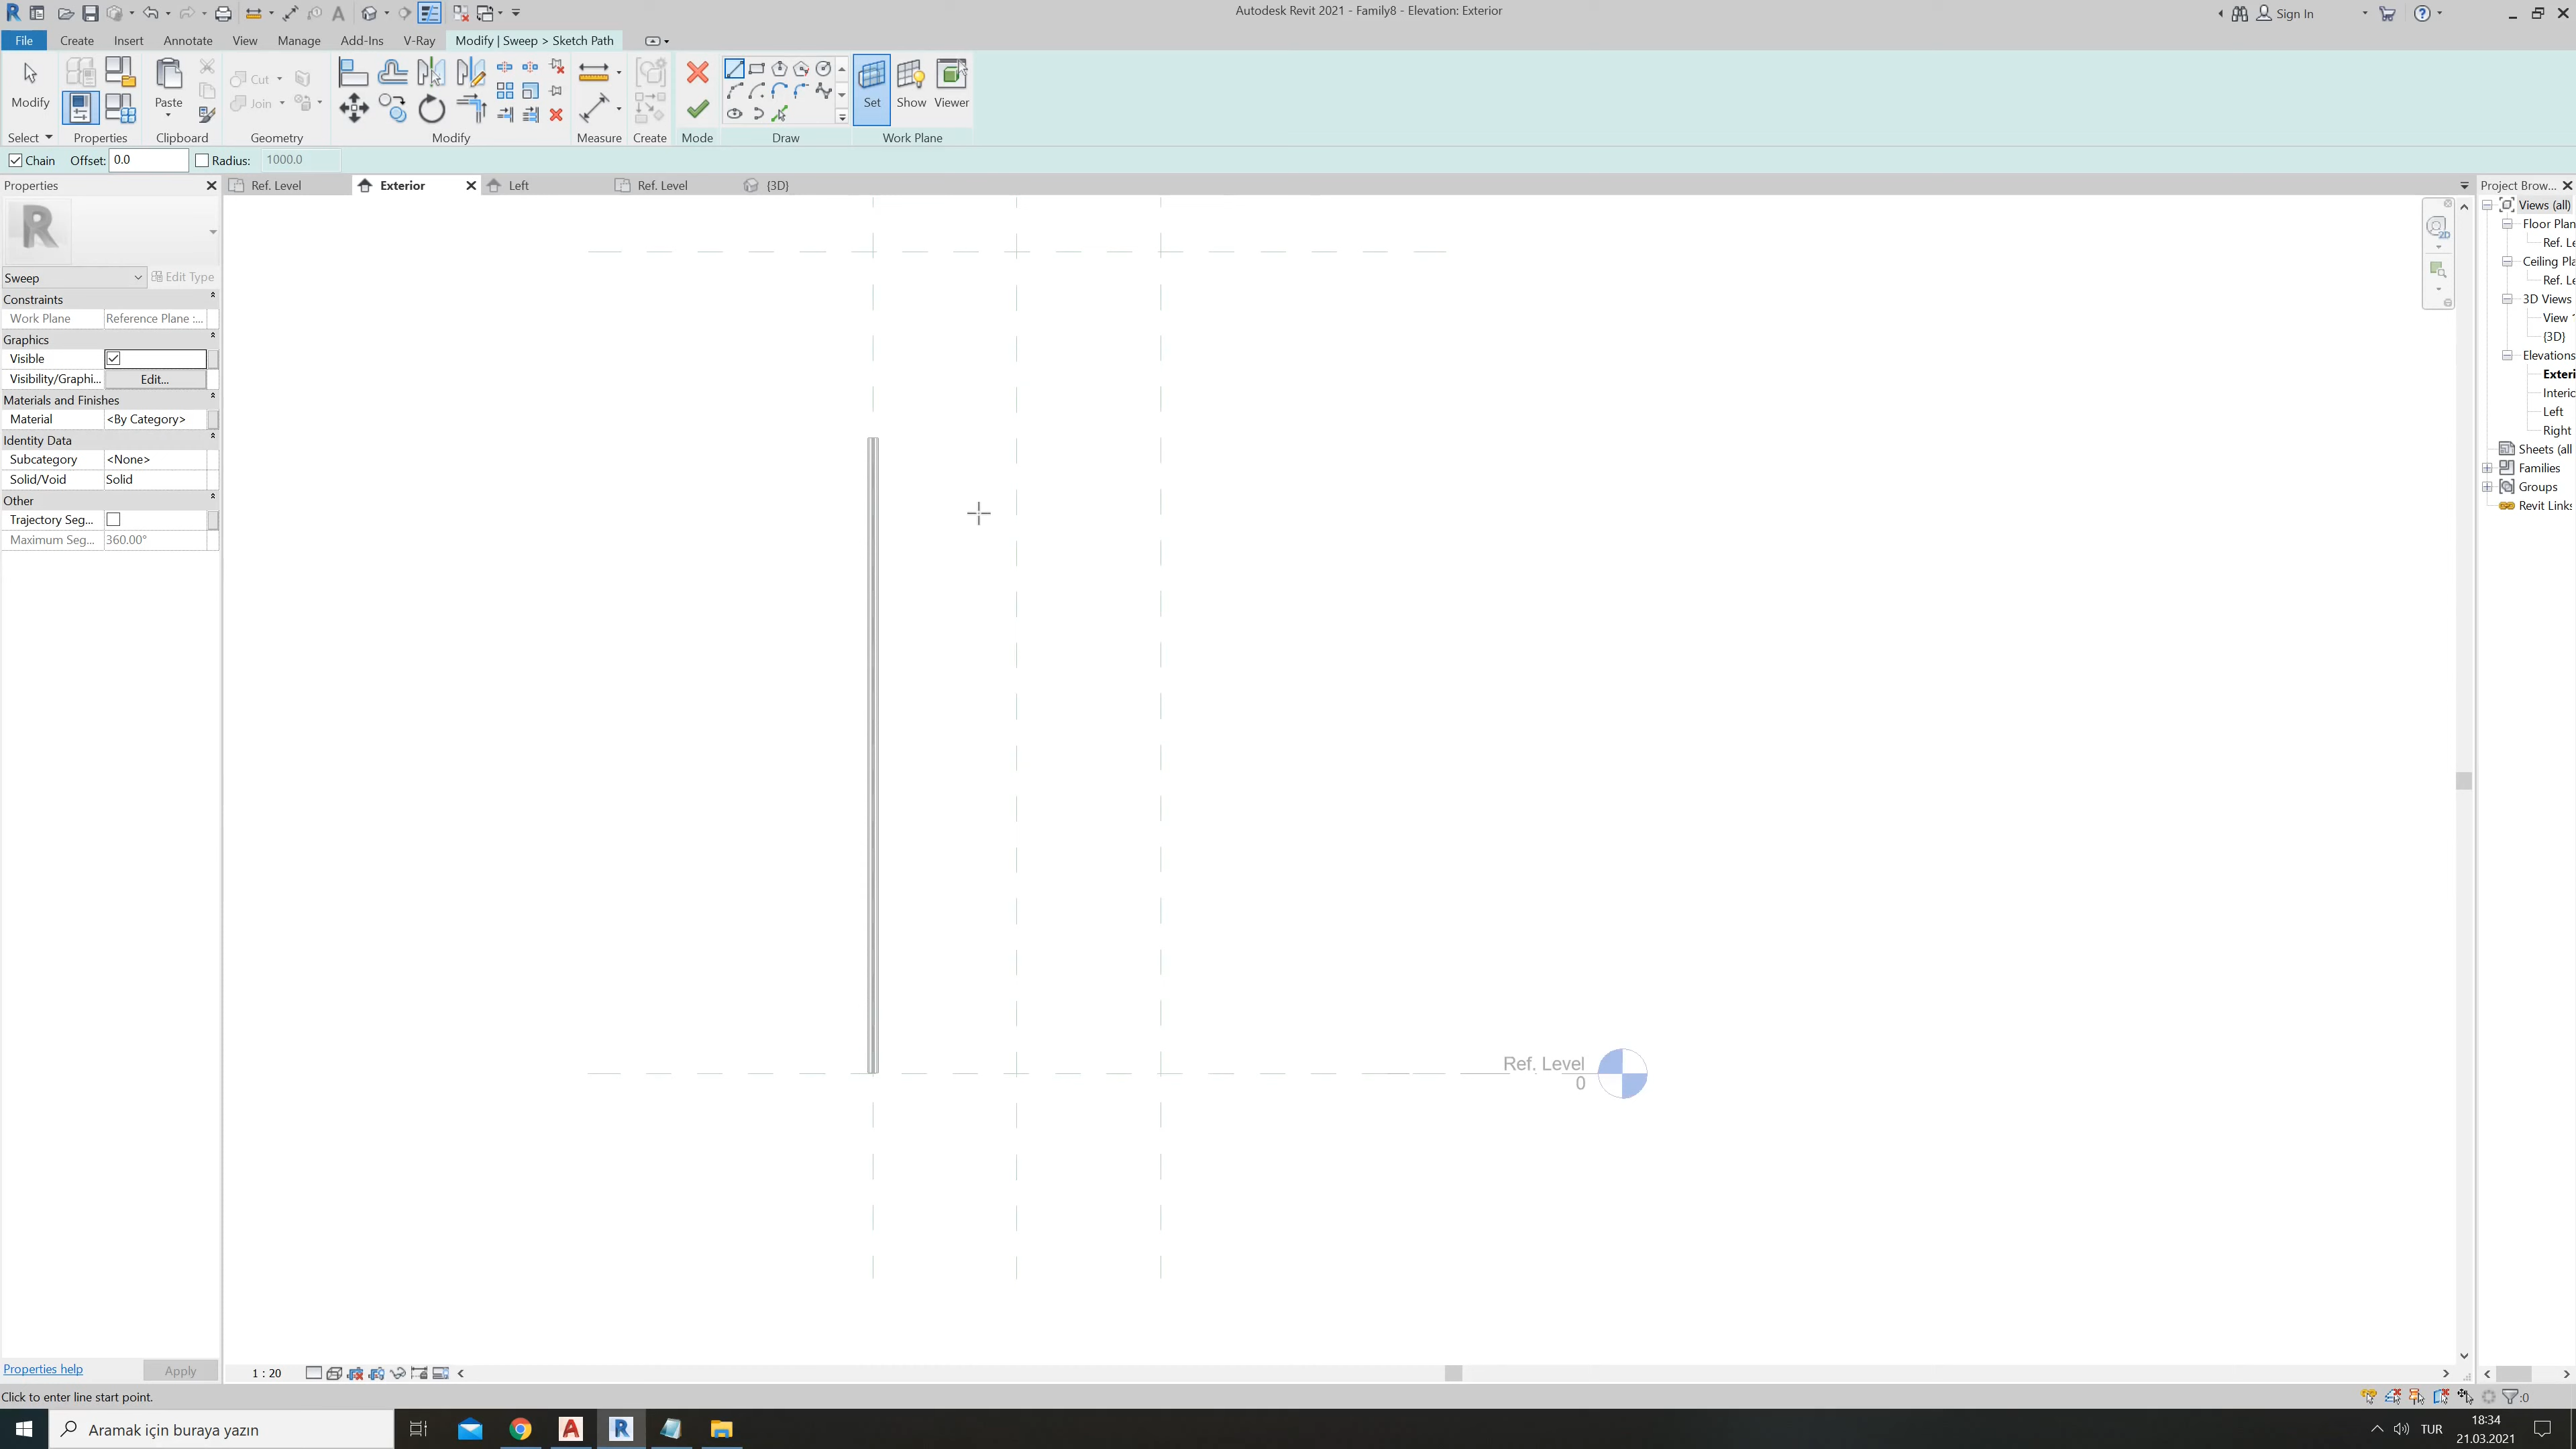 Autodesk Revit 2021 - Family8 - Elevation: Exterior
Sign In
File Create Insert Annotate View Manage Add-Ins V-Ray Modify | Sweep > Sketch Path
Modify Paste Cut Join Set Show Viewer
Select Properties Clipboard Geometry Modify Measure Create Mode Draw Work Plane
Chain Offset: 0.0 Radius: 1000.0
Properties Ref. Level Exterior Left Ref. Level {3D} Project Brow...
Views (all)
Floor Plan
Ref. Le
Ceiling Pla
Ref. Le
3D Views
View
{3D}
Elevations
Exteri
Interic
Left
Right
Sheets (all
Families
Groups
Revit Links
Sweep Edit Type
Constraints
Work Plane Reference Plane :...
Graphics
Visible
Visibility/Graphi... Edit...
Materials and Finishes
Material <By Category>
Identity Data
Subcategory <None>
Solid/Void Solid
Other
Trajectory Seg...
Maximum Seg... 360.00°
2D
Ref. Level
0
Properties help Apply
1 : 20
Click to enter line start point.
:0
Aramak için buraya yazın
TUR
18:34
21.03.2021